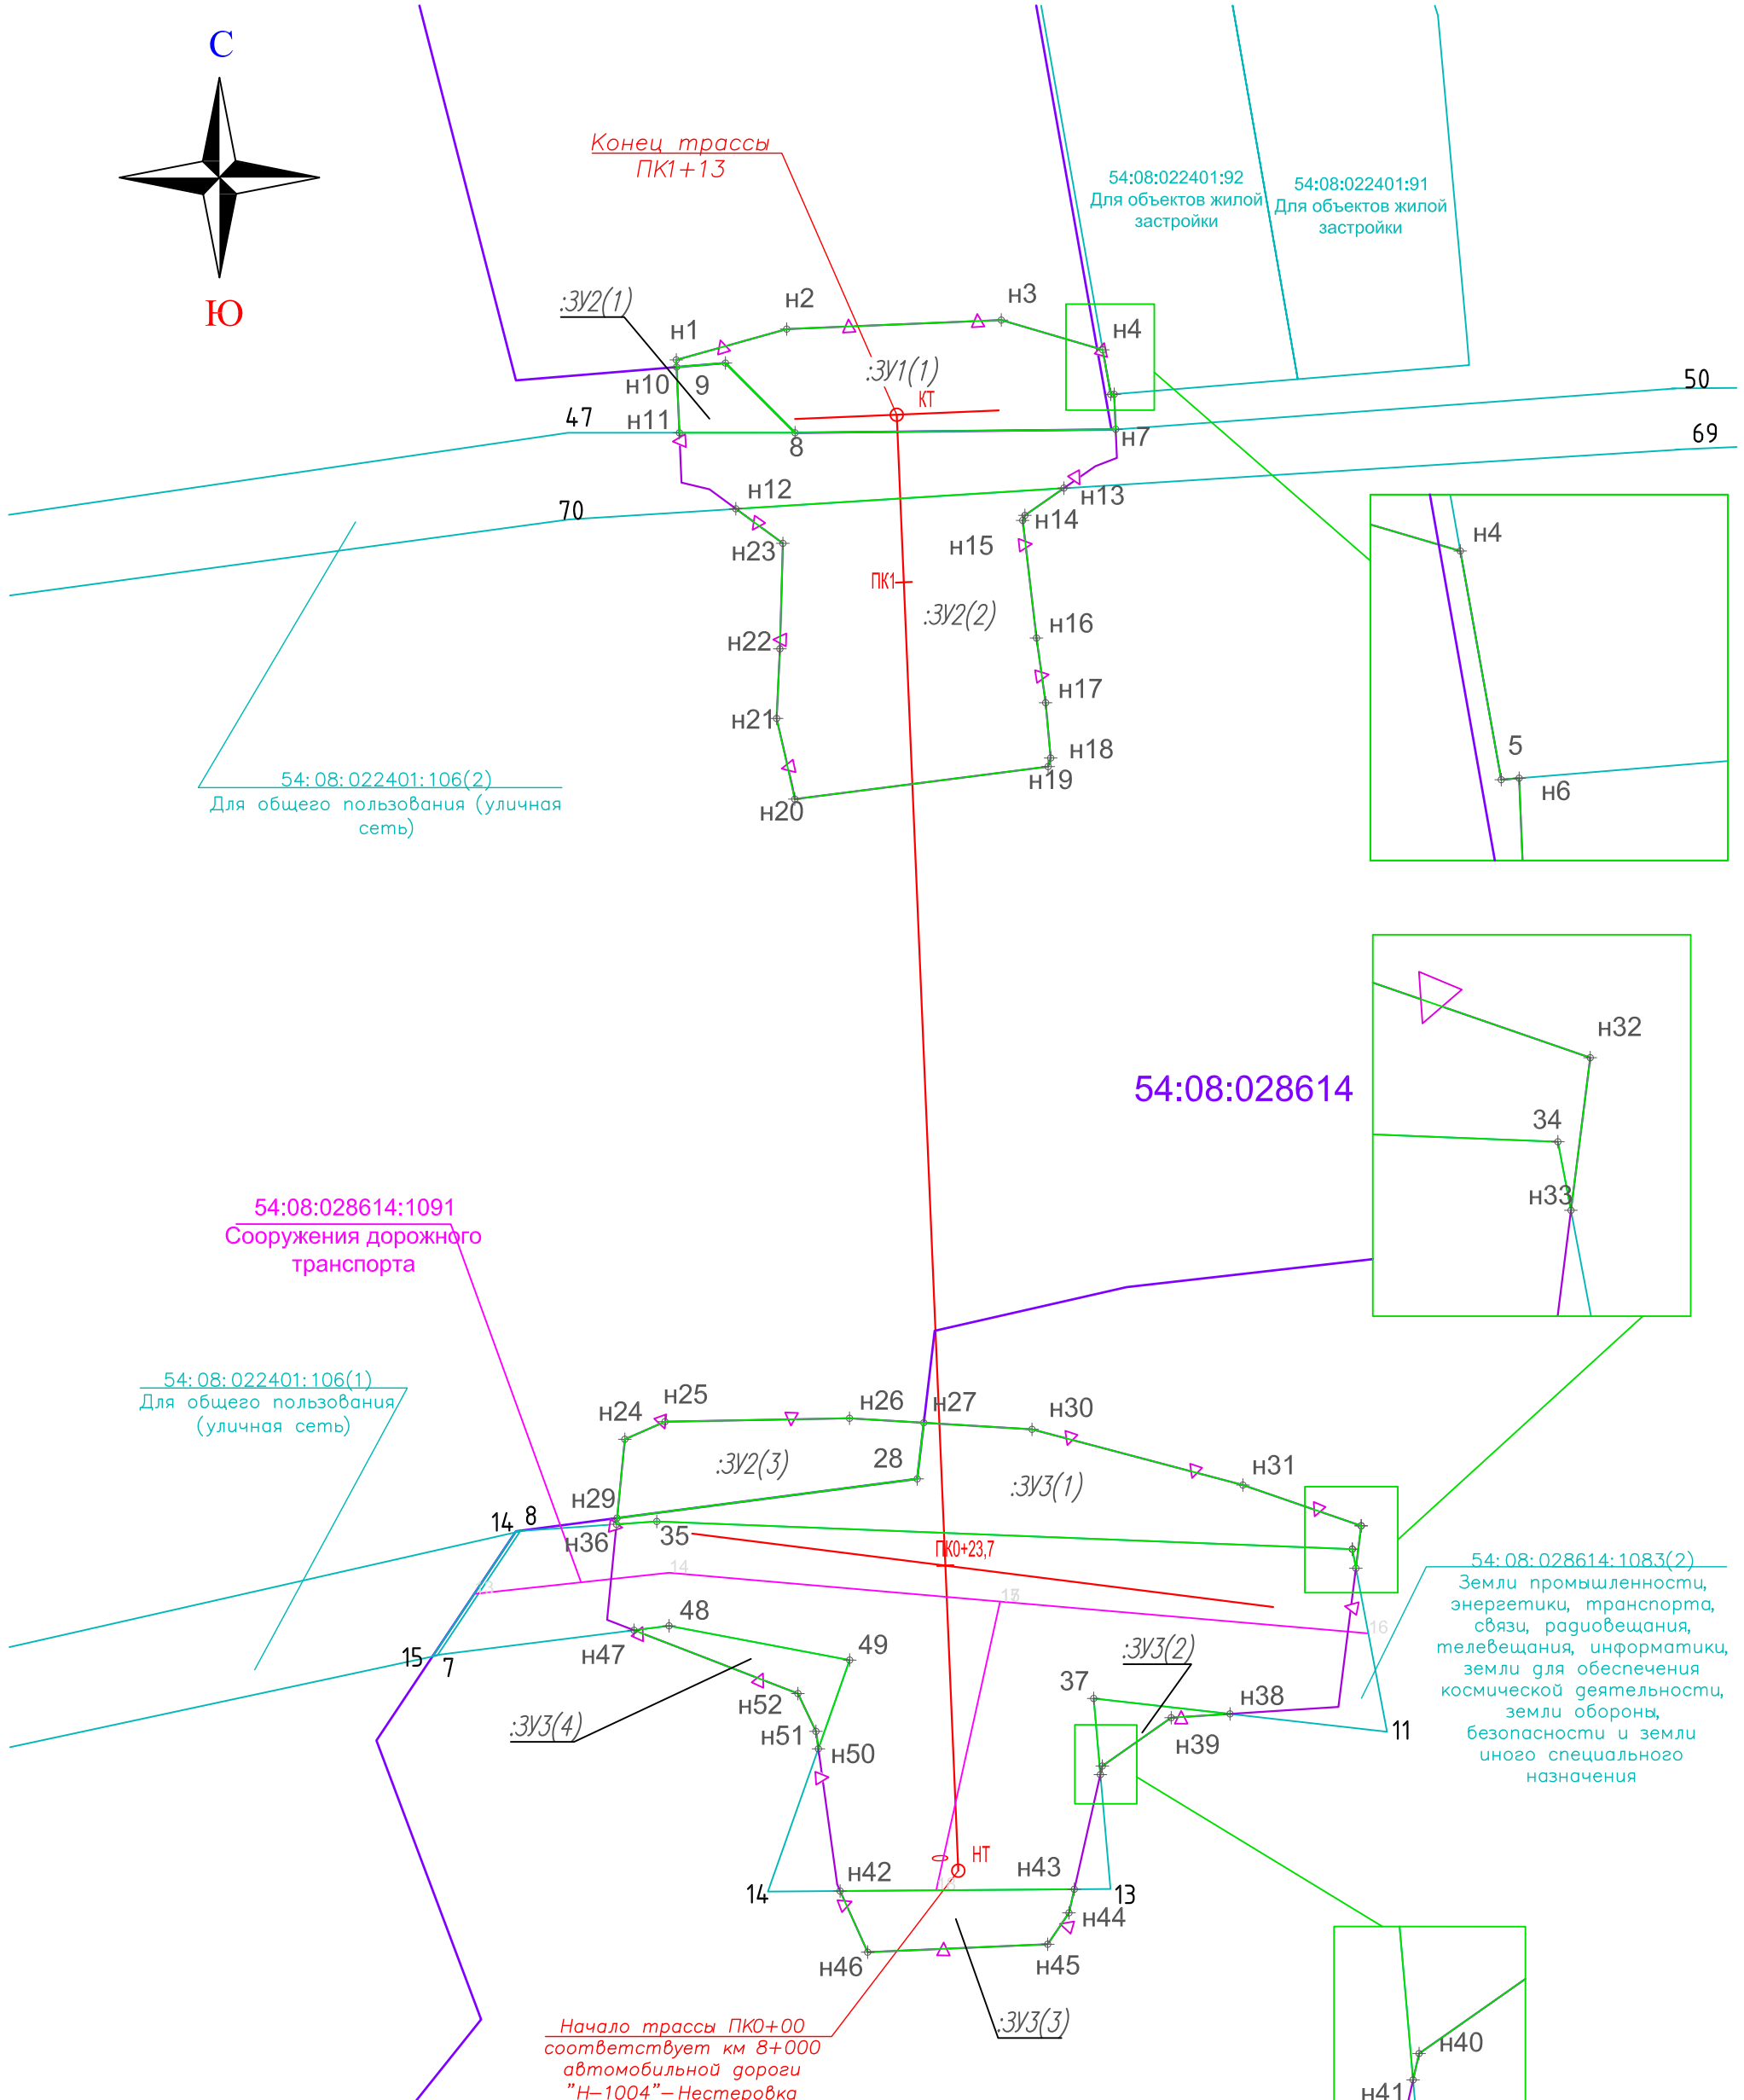 С
Ю
Конец трассы
ПК1+13
54:08:022401:92
Для объектов жилой
застройки
54:08:022401:91
Для объектов жилой
застройки
:ЗУ2(1)
н1
н2
н3
н4
:ЗУ1(1)
КТ
н10
9
47
н11
8
н7
50
69
70
н12
н13
н14
н23
н15
ПК1
:ЗУ2(2)
н16
н22
н17
н21
н18
н19
н20
н4
5
н6
54:08:022401:106(2)
Для общего пользования (уличная
сеть)
н32
34
н33
54:08:028614
54:08:028614:1091
Сооружения дорожного
транспорта
54:08:022401:106(1)
Для общего пользования
(уличная сеть)
н24
н25
н26
н27
н30
28
:ЗУ2(3)
:ЗУ3(1)
н31
н29
14
8
н36
35
ПК0+23,7
14
16
54:08:028614:1083(2)
Земли промышленности,
энергетики, транспорта,
связи, радиовещания,
телевещания, информатики,
земли для обеспечения
космической деятельности,
земли обороны,
безопасности и земли
иного специального
назначения
48
н47
49
15
7
:ЗУ3(2)
37
н38
н39
11
н52
:ЗУ3(4)
н51
н50
0
НТ
н42
н43
14
13
н44
н46
н45
:ЗУ3(3)
Начало трассы ПК0+00
соответствует км 8+000
автомобильной дороги
"Н-1004"-Нестеровка
н40
н41